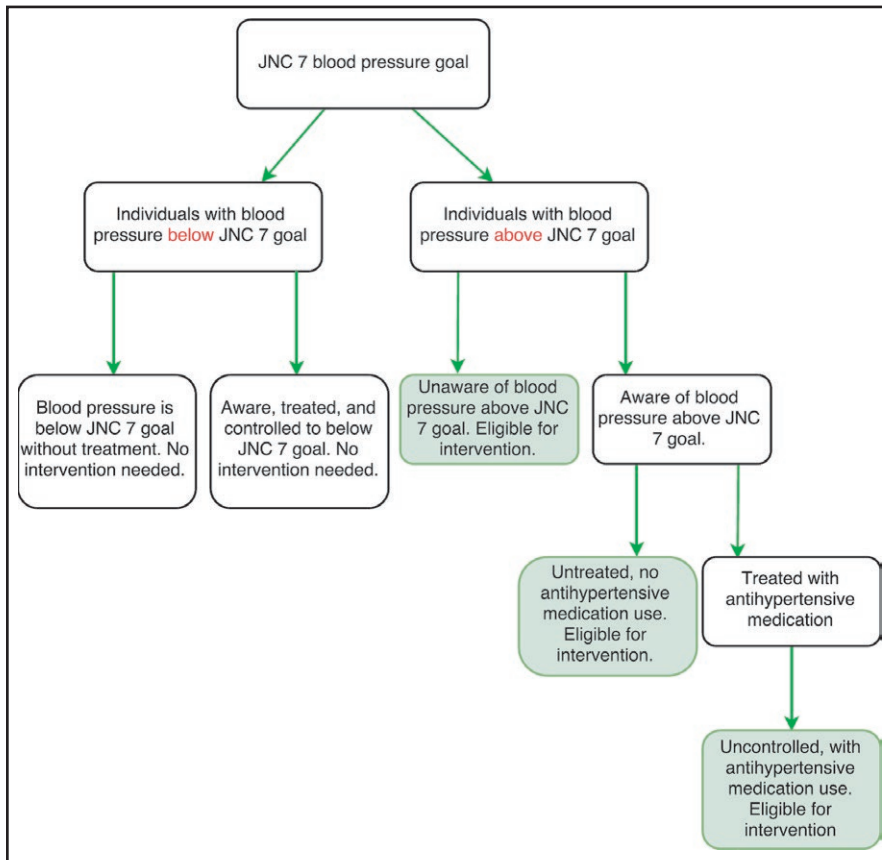 JNC 7 blood pressure goal
Individuals with blood
pressure below JNC 7 goal
Individuals with blood
pressure above JNC 7 goal
Blood pressure is
below JNC 7 goal
without treatment. No
intervention needed.
Aware, treated, and
controlled to below
JNC 7 goal. No
intervention needed.
Unaware of blood
pressure above JNC
7 goal. Eligible for
intervention.
Aware of blood
pressure above JNC
7 goal.
Untreated, no
antihypertensive
medication use.
Eligible for
intervention.
Treated with
antihypertensive
medication
Uncontrolled, with
antihypertensive
medication use.
Eligible for
intervention